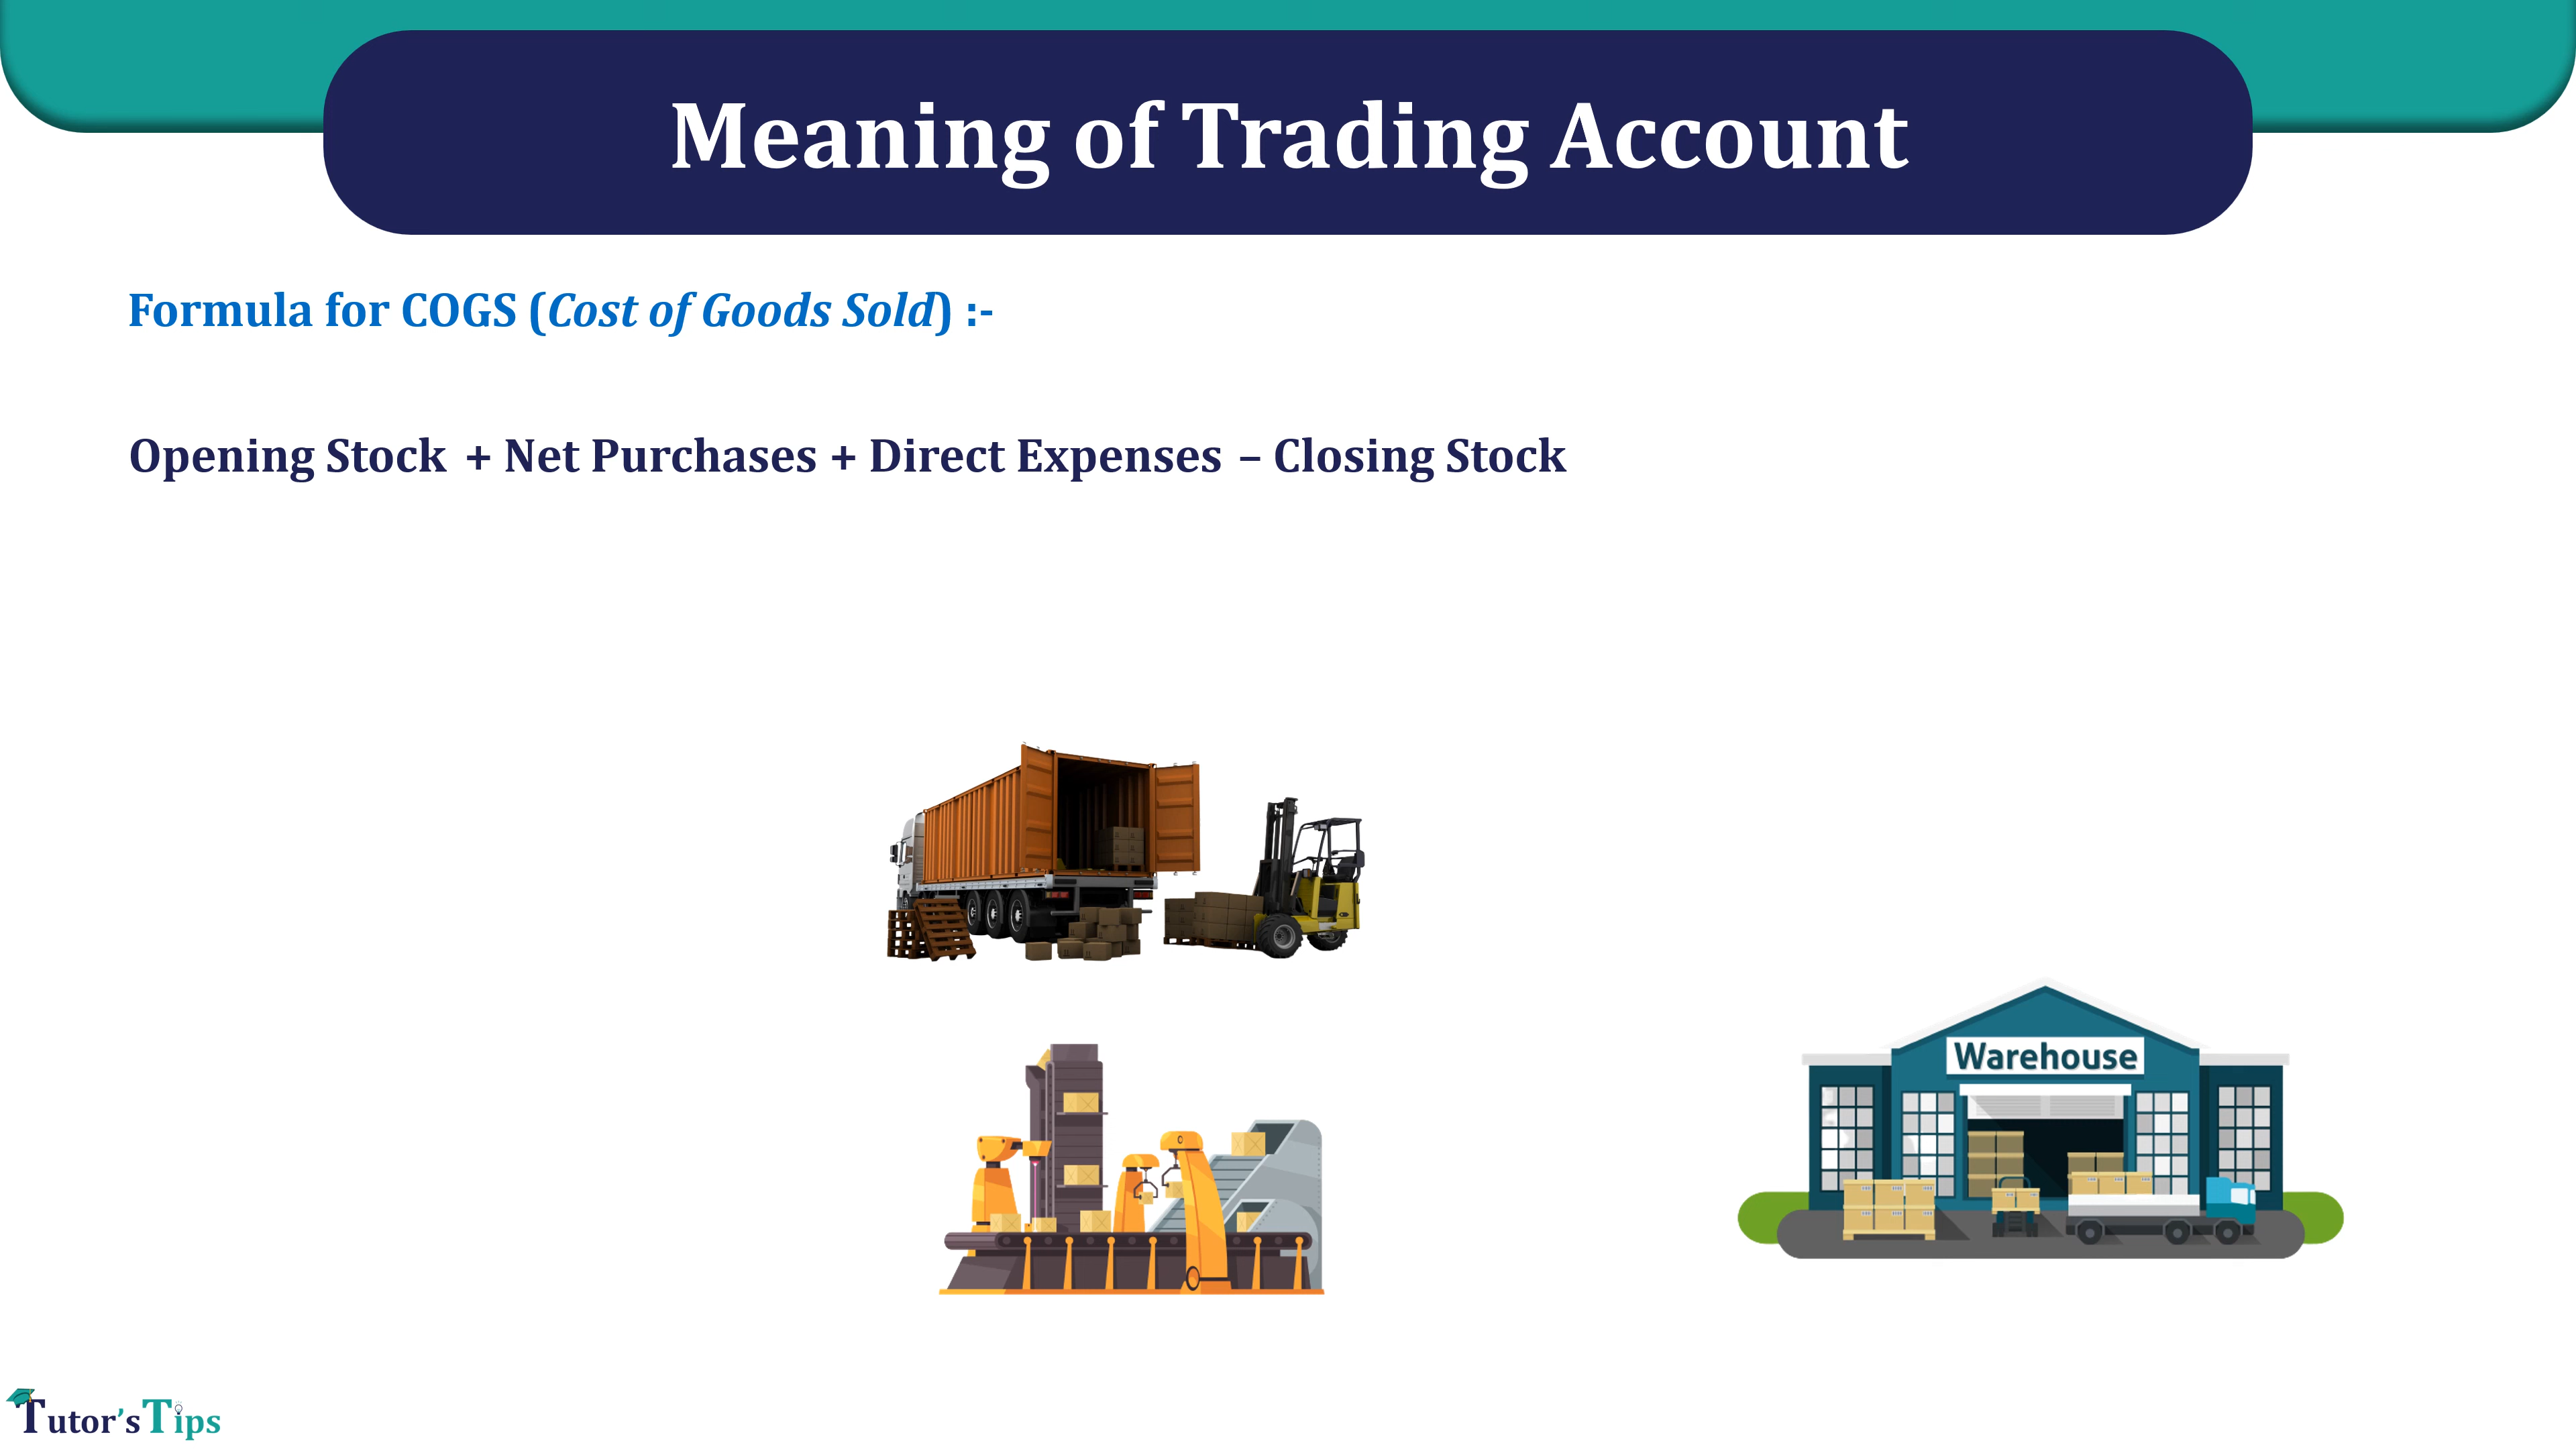 Meaning of Trading Account
Formula for COGS (Cost of Goods Sold) :-
Opening Stock + Net Purchases + Direct Expenses – Closing Stock
Warehouse
Tutor'sTips